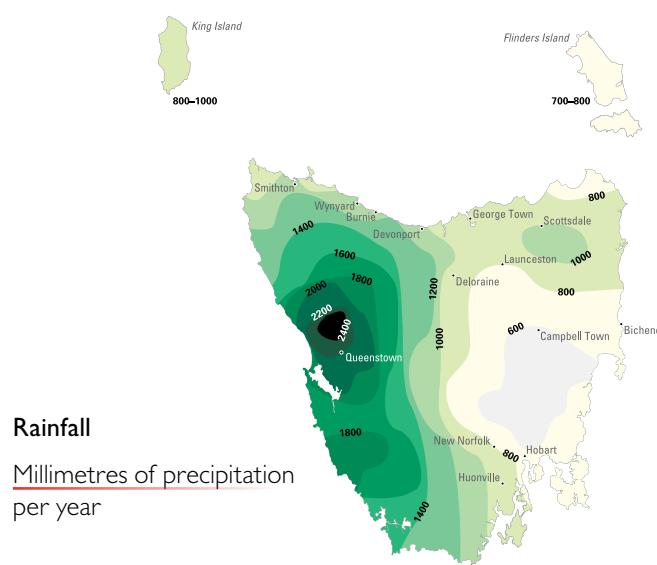 King Island
Flinders Island
800–1000
700–800
Smithton
800
Wynyard
Burnie
George Town
Scottsdale
1400
Devonport
1600
1000
Launceston
1800
Deloraine
2000
1200
800
2200
2400
600
Campbell Town
Bichen
1000
Queenstown
Rainfall
1800
New Norfolk
800
Hobart
Millimetres of precipitation
Huonville
per year
1400